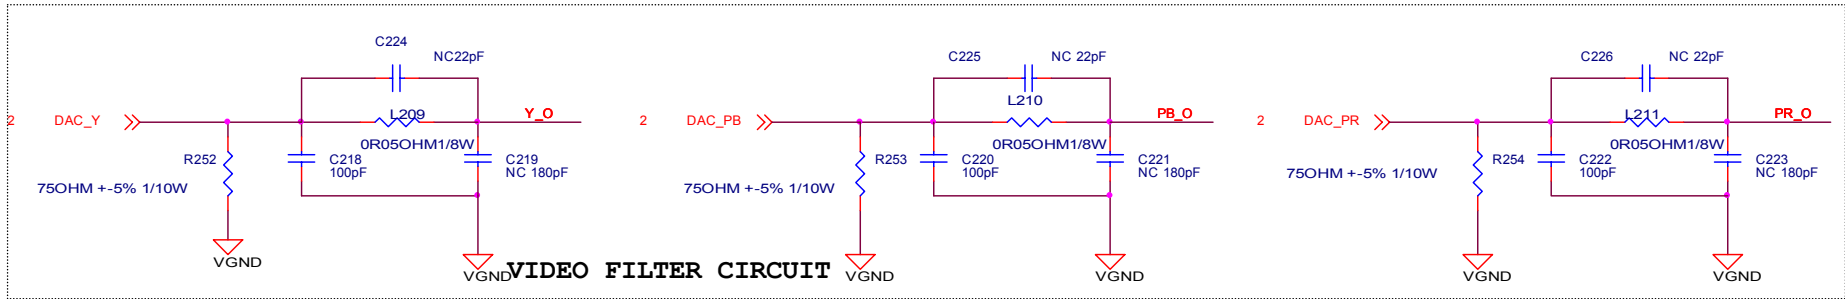 C224
NC22pF
2 DAC_Y
L209
Y_O
0R05OHM1/8W
R252
75OHM +-5% 1/10W
C218
100pF
C219
NC 180pF
VGND
VGND
C225
NC 22pF
2 DAC_PB
L210
PB_O
0R05OHM1/8W
R253
75OHM +-5% 1/10W
C220
100pF
C221
NC 180pF
VGND
VGND
C226
NC 22pF
2 DAC_PR
L211
PR_O
0R05OHM1/8W
R254
75OHM +-5% 1/10W
C222
100pF
C223
NC 180pF
VGND
VGND
VIDEO FILTER CIRCUIT